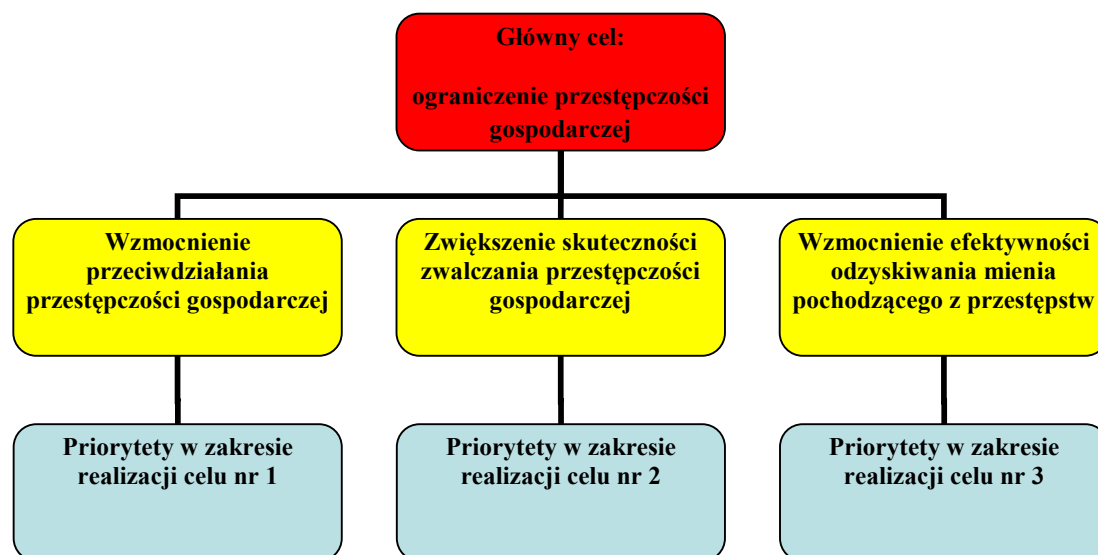 Główny cel:
ograniczenie przestępczości
gospodarczej
Wzmocnienie
przeciwdziałania
przestępczości gospodarczej
Zwiększenie skuteczności
zwalczania przestępczości
gospodarczej
Wzmocnienie efektywności
odzyskiwania mienia
pochodzącego z przestępstw
Priorytety w zakresie
realizacji celu nr 1
Priorytety w zakresie
realizacji celu nr 2
Priorytety w zakresie
realizacji celu nr 3